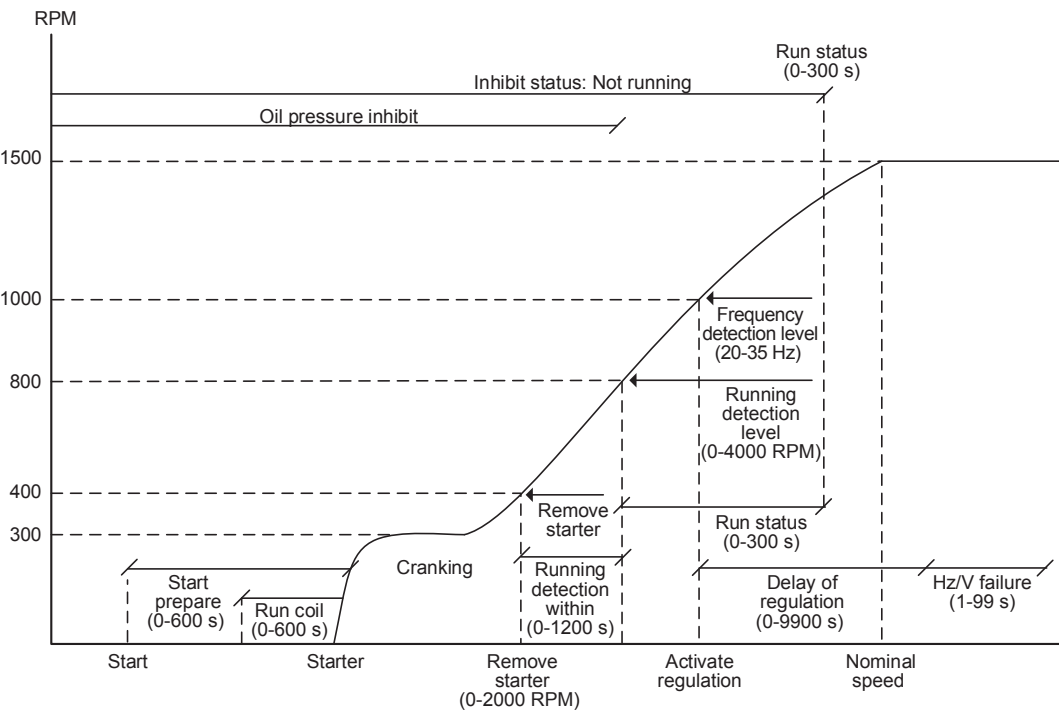 RPM
Run status
(0-300 s)
Inhibit status: Not running
Oil pressure inhibit
1500
1000
Frequency
detection level
(20-35 Hz)
800
Running
detection
level
(0-4000 RPM)
400
Remove
starter
300
Run status
(0-300 s)
Cranking
Start
prepare
(0-600 s)
Run coil
(0-600 s)
Running
detection
within
(0-1200 s)
Delay of
regulation
(0-9900 s)
Hz/V failure
(1-99 s)
Start
Starter
Remove
starter
(0-2000 RPM)
Activate
regulation
Nominal
speed